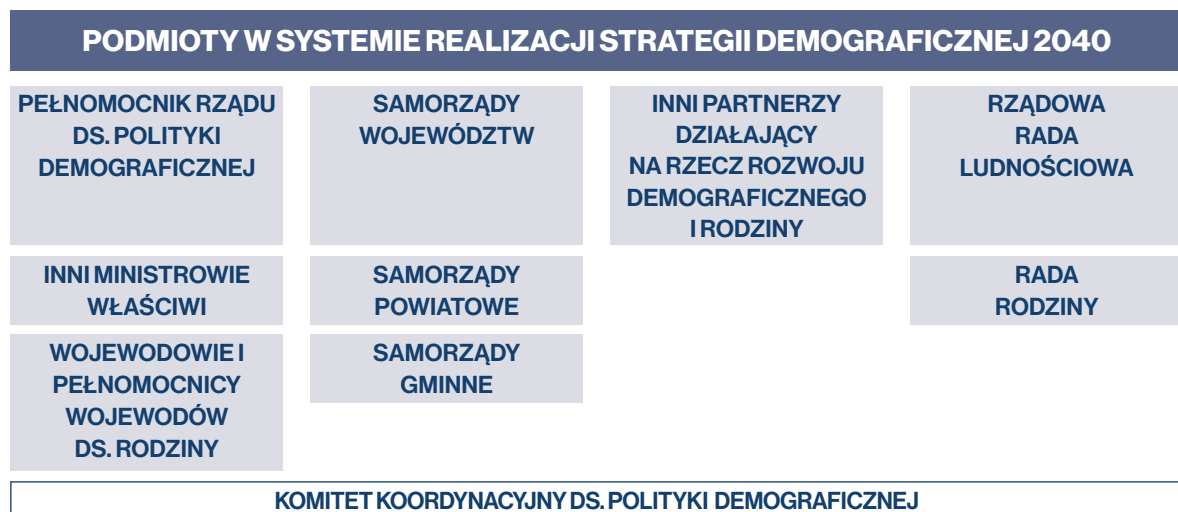 PODMIOTY W SYSTEMIE REALIZACJI STRATEGII DEMOGRAFICZNEJ 2040
PEŁNOMOCNIK RZĄDU
DS. POLITYKI
DEMOGRAFICZNEJ
SAMORZĄDY
WOJEWÓDZTW
INNI PARTNERZY
DZIAŁAJĄCY
NA RZECZ ROZWOJU
DEMOGRAFICZNEGO
I RODZINY
RZĄDOWA
RADA
LUDNOŚCIOWA
INNI MINISTROWIE
WŁAŚCIWI
SAMORZĄDY
POWIATOWE
RADA
RODZINY
WOJEWODOWIE I
PEŁNOMOCNICY
WOJEWODÓW
DS. RODZINY
SAMORZĄDY
GMINNE
KOMITET KOORDYNACYJNY DS. POLITYKI DEMOGRAFICZNEJ